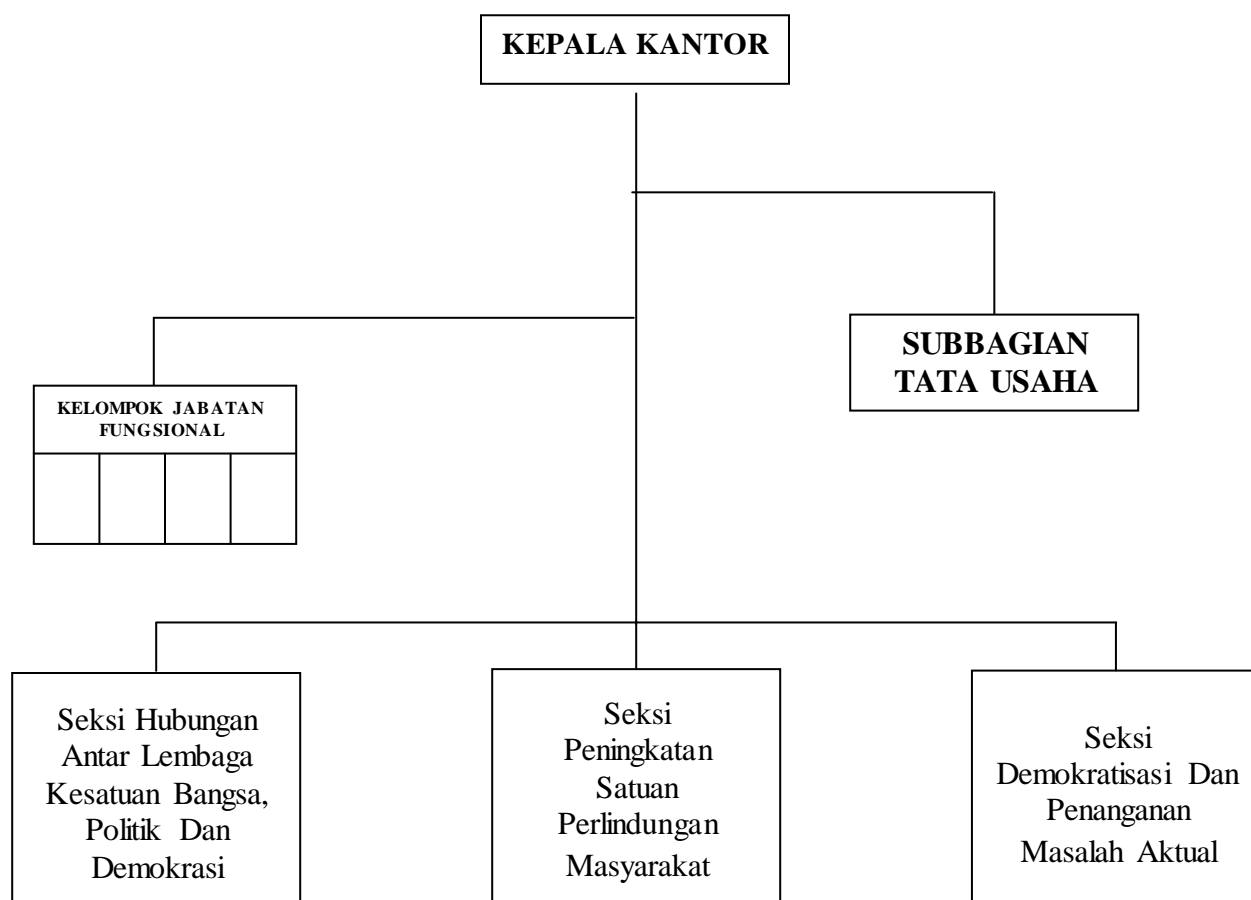 KEPALA KANTOR
SUBBAGIAN
TATA USAHA
KELOMPOK JABATAN
FUNGSIONAL
Seksi Hubungan
Antar Lembaga
Kesatuan Bangsa,
Politik Dan
Demokrasi
Seksi
Peningkatan
Satuan
Perlindungan
Masyarakat
Seksi
Demokratisasi Dan
Penanganan
Masalah Aktual